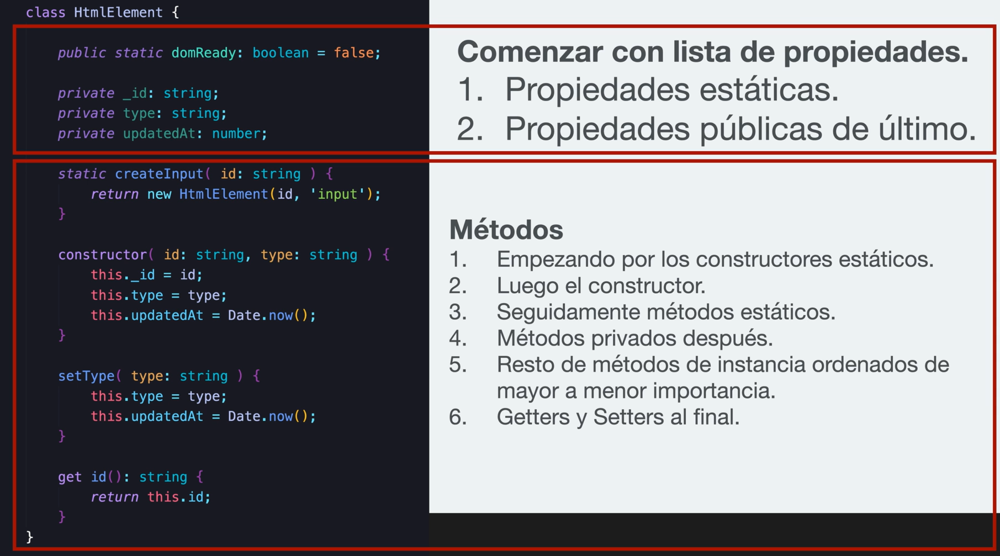 class HtmlElement {
public static domReady: boolean = false;
private _id: string;
private type: string;
private updatedAt: number;
static createInput( id: string ) {
return new HtmlElement(id, 'input');
}
constructor( id: string, type: string ) {
this._id = id;
this.type = type;
this.updatedAt = Date.now();
}
setType( type: string ) {
this.type = type;
this.updatedAt = Date.now();
}
get id(): string {
return this.id;
}
}
Comenzar con lista de propiedades.
1. Propiedades estáticas.
2. Propiedades públicas de último.
Métodos
1. Empezando por los constructores estáticos.
2. Luego el constructor.
3. Seguidamente métodos estáticos.
4. Métodos privados después.
5. Resto de métodos de instancia ordenados de
mayor a menor importancia.
6. Getters y Setters al final.